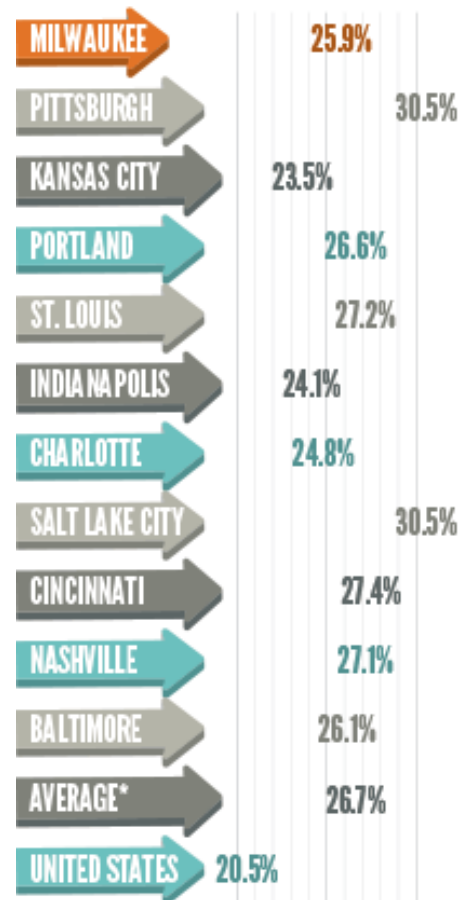 MILWAUKEE 25.9%
PITTSBURGH 30.5%
KANSAS CITY 23.5%
PORTLAND 26.6%
ST. LOUIS 27.2%
INDIANAPOLIS 24.1%
CHARLOTTE 24.8%
SALT LAKE CITY 30.5%
CINCINNATI 27.4%
NASHVILLE 27.1%
BALTIMORE 26.1%
AVERAGE* 26.7%
UNITED STATES 20.5%